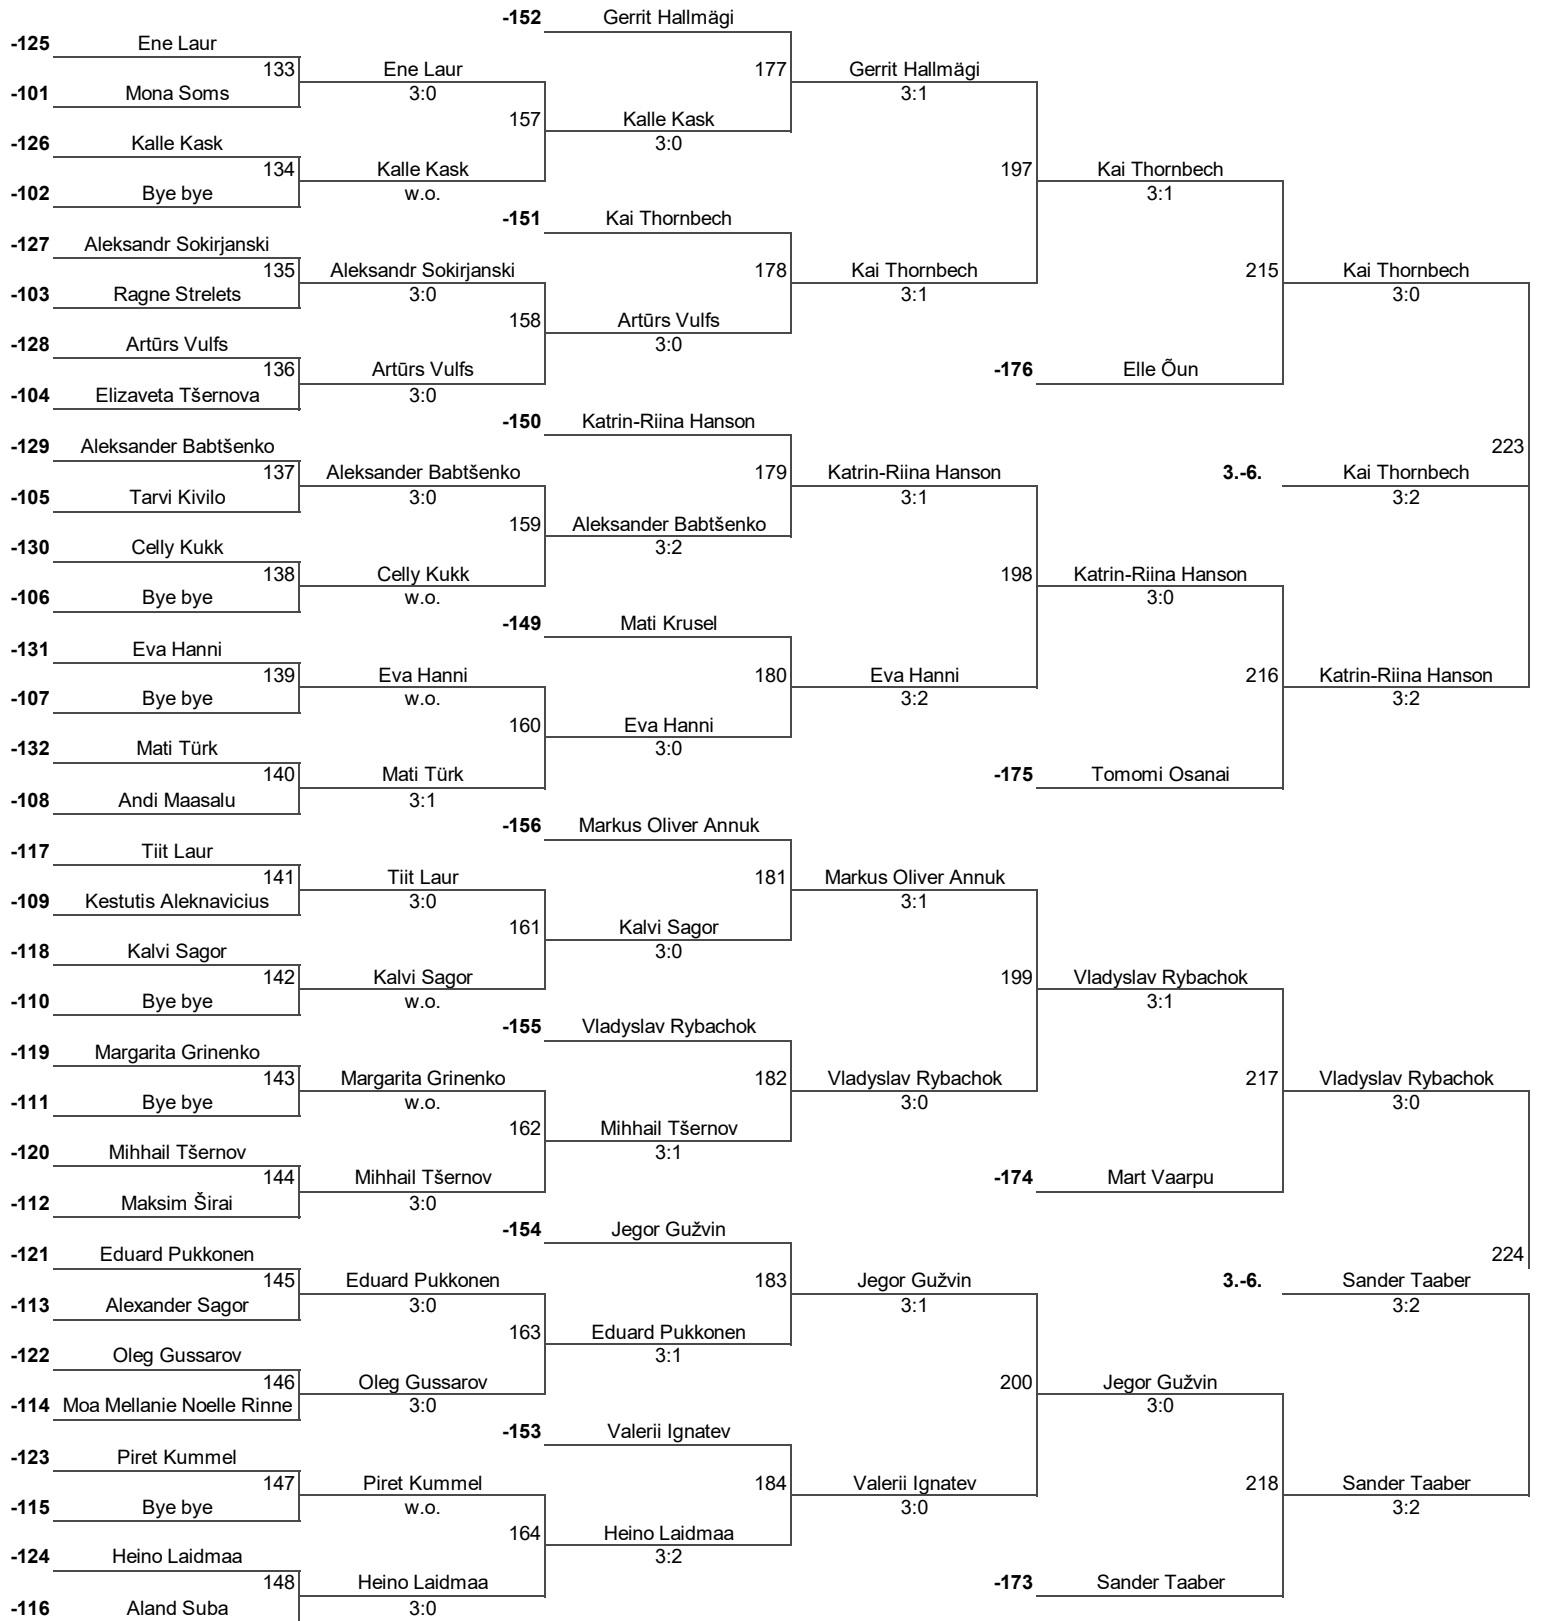 -152 Gerrit Hallmägi
-125 Ene Laur
133 Ene Laur 177 Gerrit Hallmägi
-101 Mona Soms 3:0 3:1
157 Kalle Kask
-126 Kalle Kask 3:0
134 Kalle Kask 197 Kai Thornbech
-102 Bye bye w.o. 3:1
-151 Kai Thornbech
-127 Aleksandr Sokirjanski
135 Aleksandr Sokirjanski 178 Kai Thornbech 215 Kai Thornbech
-103 Ragne Strelets 3:0 3:1 3:0
158 Artūrs Vulfs
-128 Artūrs Vulfs 3:0
136 Artūrs Vulfs -176 Elle Õun
-104 Elizaveta Tšernova 3:0
-150 Katrin-Riina Hanson
-129 Aleksander Babtšenko 223
137 Aleksander Babtšenko 179 Katrin-Riina Hanson 3.-6. Kai Thornbech
-105 Tarvi Kivilo 3:0 3:1 3:2
159 Aleksander Babtšenko
-130 Celly Kukk 3:2
138 Celly Kukk 198 Katrin-Riina Hanson
-106 Bye bye w.o. 3:0
-149 Mati Krusel
-131 Eva Hanni
139 Eva Hanni 180 Eva Hanni 216 Katrin-Riina Hanson
-107 Bye bye w.o. 3:2 3:2
160 Eva Hanni
-132 Mati Türk 3:0
140 Mati Türk -175 Tomomi Osanai
-108 Andi Maasalu 3:1
-156 Markus Oliver Annuk
-117 Tiit Laur
141 Tiit Laur 181 Markus Oliver Annuk
-109 Kestutis Aleknavicius 3:0 3:1
161 Kalvi Sagor
-118 Kalvi Sagor 3:0
142 Kalvi Sagor 199 Vladyslav Rybachok
-110 Bye bye w.o. 3:1
-155 Vladyslav Rybachok
-119 Margarita Grinenko
143 Margarita Grinenko 182 Vladyslav Rybachok 217 Vladyslav Rybachok
-111 Bye bye w.o. 3:0 3:0
162 Mihhail Tšernov
-120 Mihhail Tšernov 3:1
144 Mihhail Tšernov -174 Mart Vaarpu
-112 Maksim Širai 3:0
-154 Jegor Gužvin
-121 Eduard Pukkonen 224
145 Eduard Pukkonen 183 Jegor Gužvin 3.-6. Sander Taaber
-113 Alexander Sagor 3:0 3:1 3:2
163 Eduard Pukkonen
-122 Oleg Gussarov 3:1
146 Oleg Gussarov 200 Jegor Gužvin
-114 Moa Mellanie Noelle Rinne 3:0 3:0
-153 Valerii Ignatev
-123 Piret Kummel
147 Piret Kummel 184 Valerii Ignatev 218 Sander Taaber
-115 Bye bye w.o. 3:0 3:2
164 Heino Laidmaa
-124 Heino Laidmaa 3:2
148 Heino Laidmaa -173 Sander Taaber
-116 Aland Suba 3:0